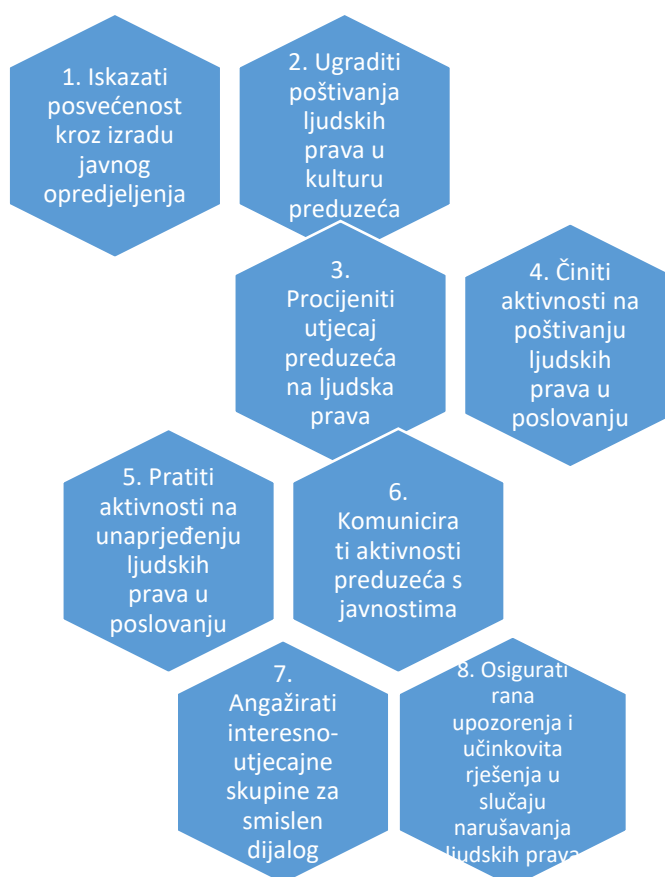 1. Iskazati
posvećenost
kroz izradu
javnog
opredjeljenja
2. Ugraditi
poštivanja
ljudskih
prava u
kulturu
preduzeća
3.
Procijeniti
utjecaj
preduzeća
na ljudska
prava
4. Činiti
aktivnosti na
poštivanju
ljudskih
prava u
poslovanju
5. Pratiti
aktivnosti na
unaprjeđenju
ljudskih
prava u
poslovanju
6.
Komunicira
ti aktivnosti
preduzeća s
javnostima
7.
Angažirati
interesno-
utjecajne
skupine za
smislen
dijalog
8. Osigurati
rana
upozorenja i
učinkovita
rješenja u
slučaju
narušavanja
ljudskih prava